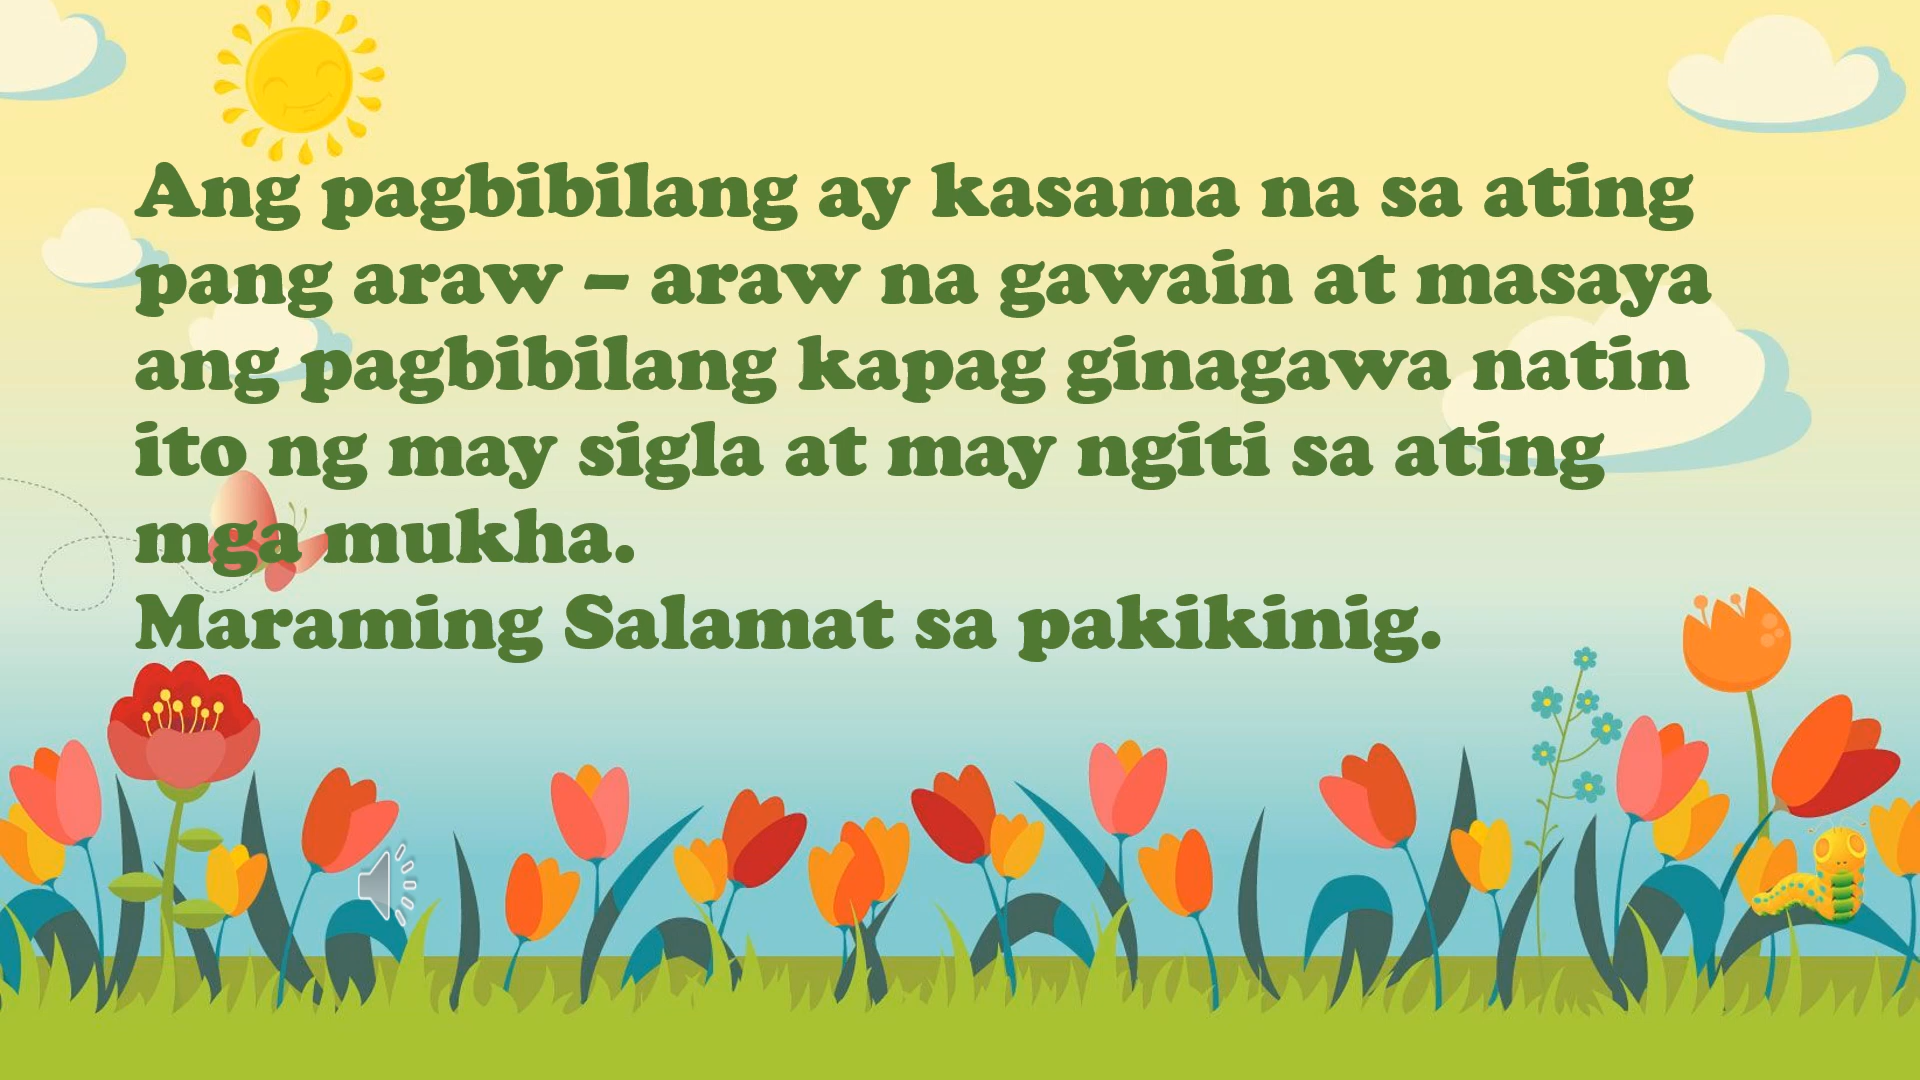 Ang pagbibilang ay kasama na sa ating
pang araw – araw na gawain at masaya
ang pagbibilang kapag ginagawa natin
ito ng may sigla at may ngiti sa ating
mga mukha.
Maraming Salamat sa pakikinig.